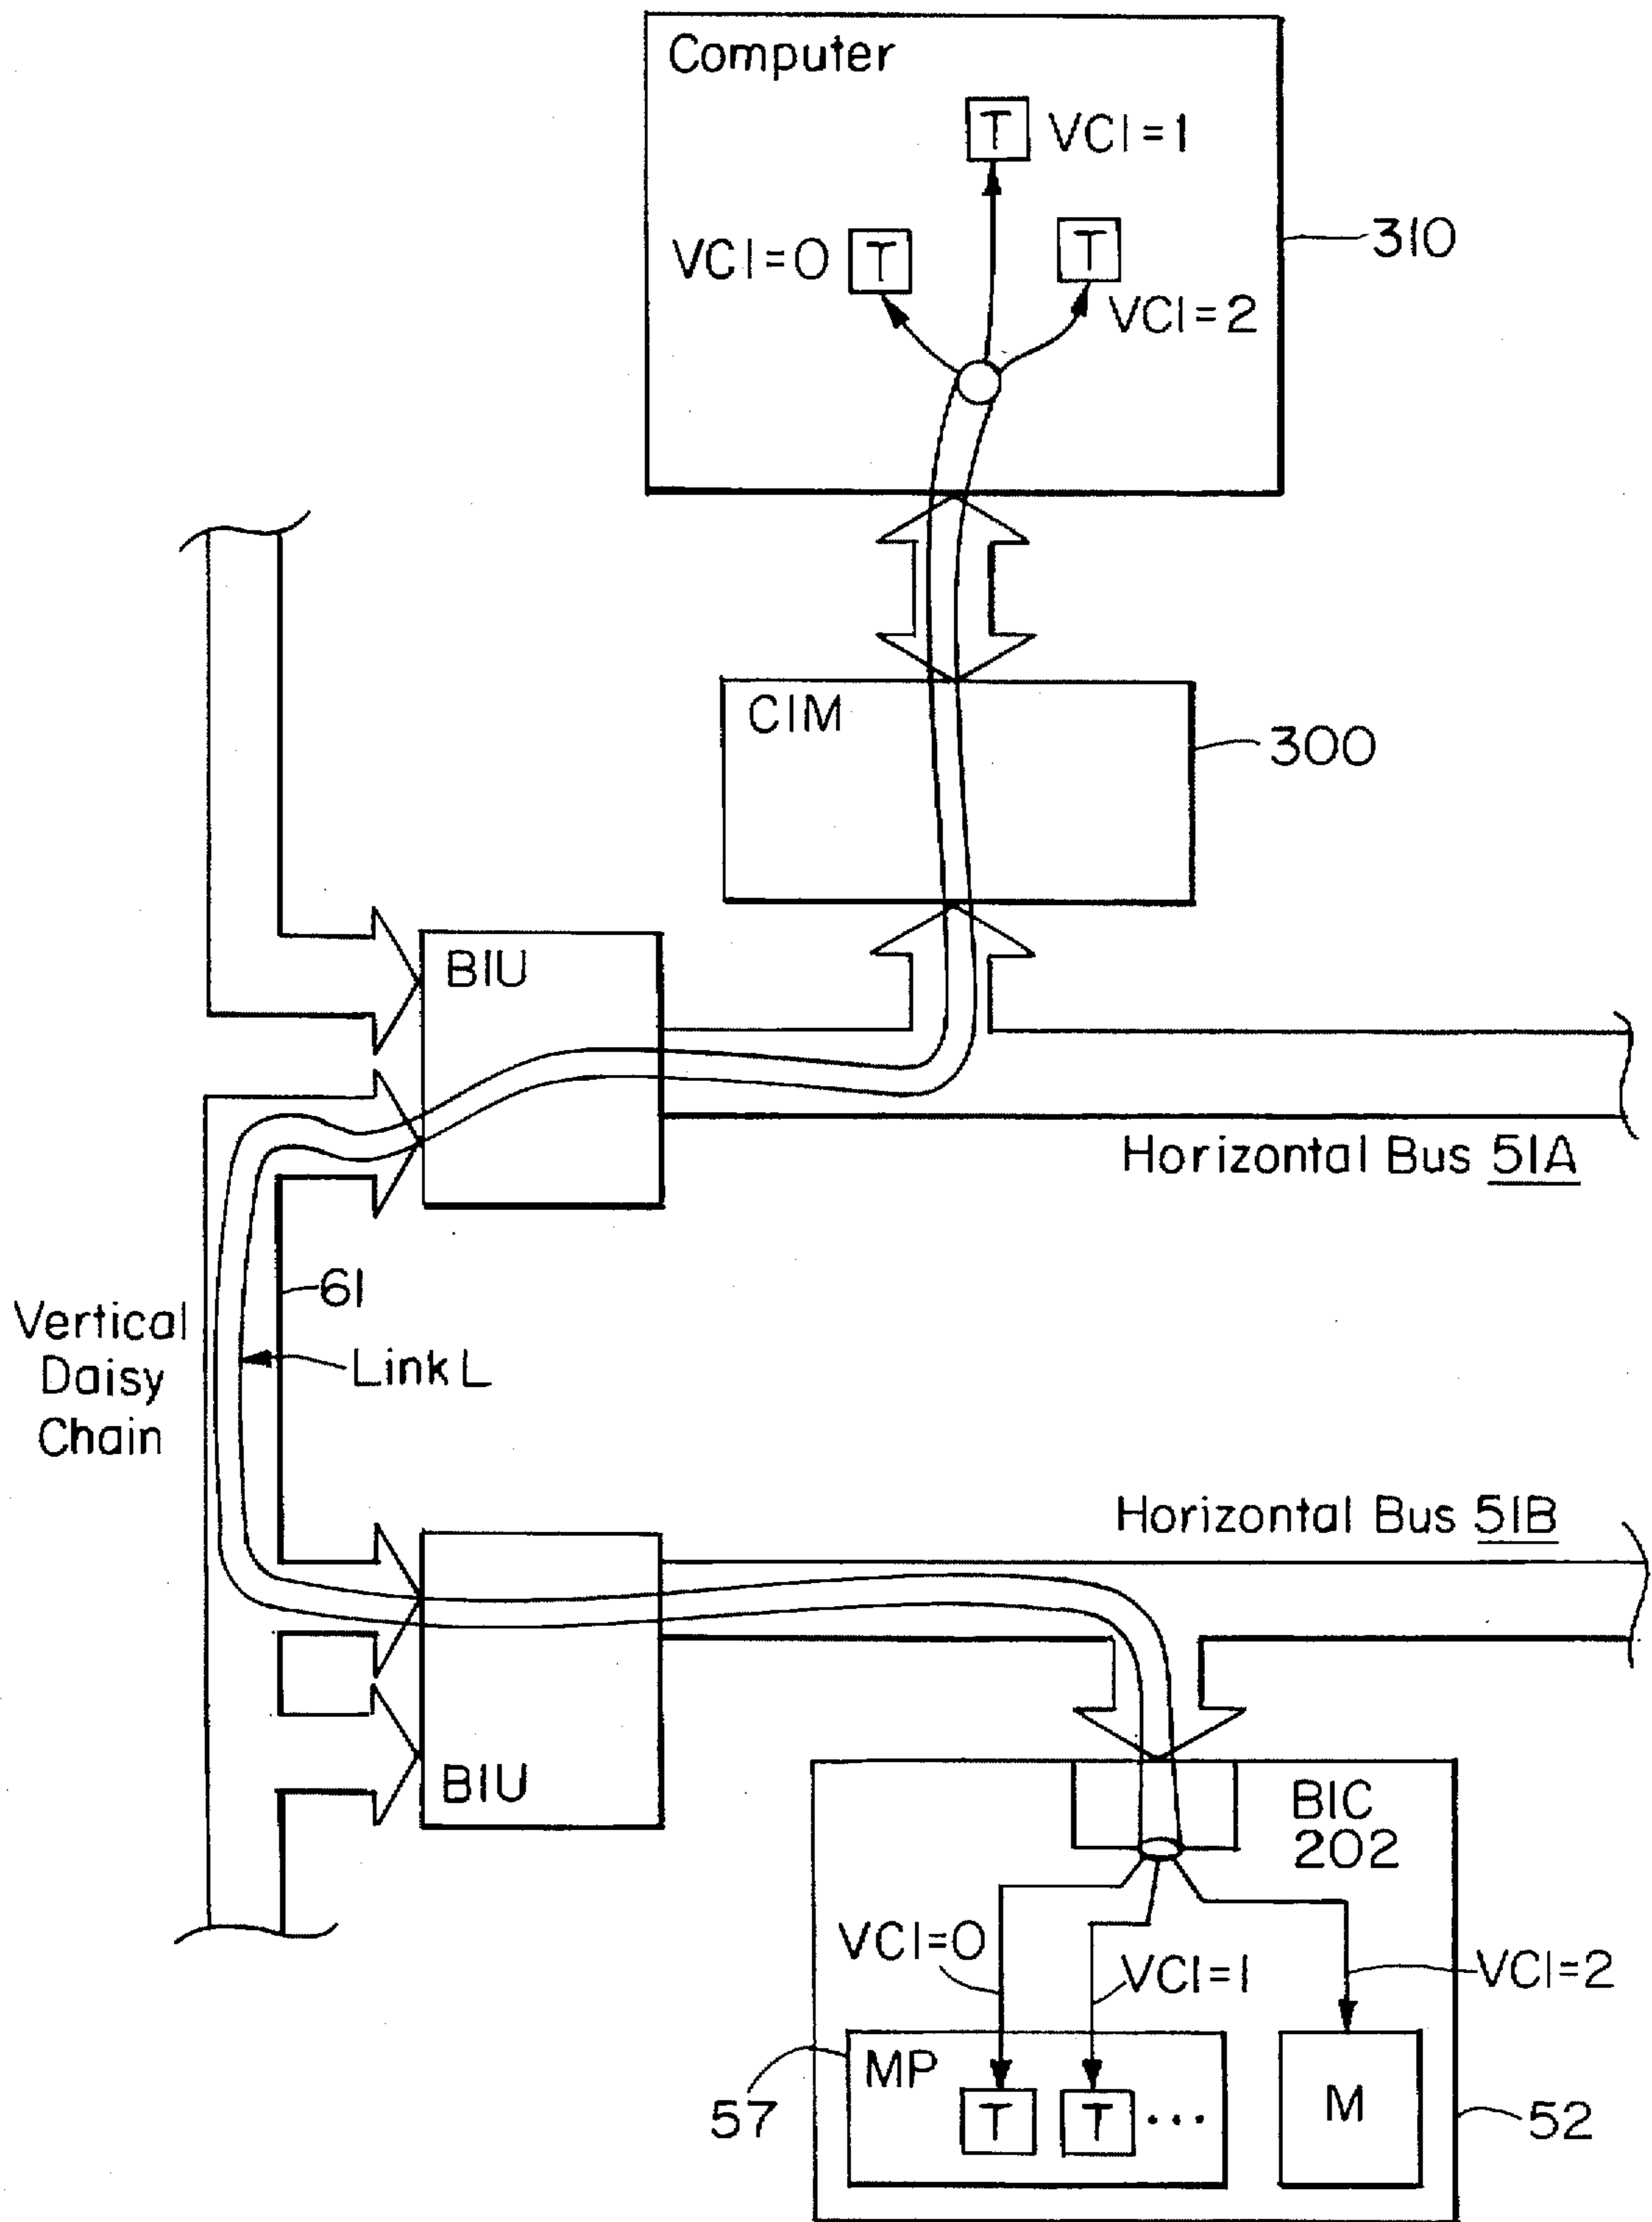 Computer
T VCI=1
VCI=0 T
T
VCI=2
310
CIM
300
BIU
Horizontal Bus 51A
61
Vertical
Daisy
Chain
Link L
Horizontal Bus 51B
BIU
BIC
202
VCI=0
VCI=1
VCI=2
MP
T
T
...
M
57
52